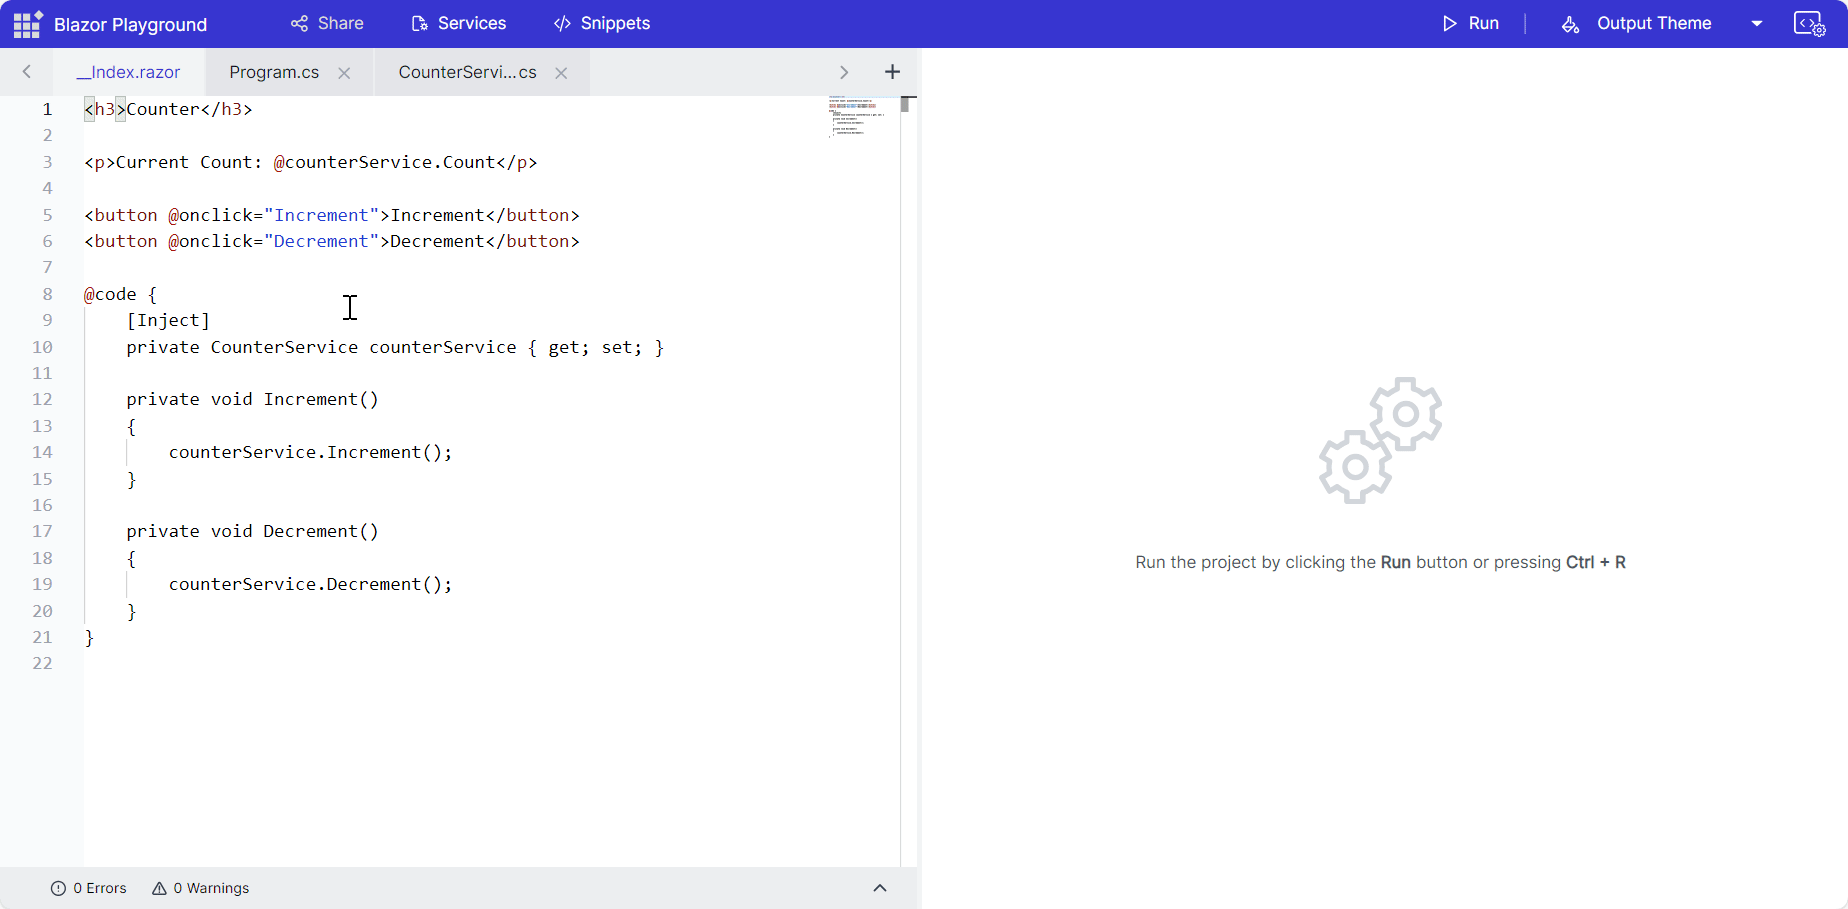 Blazor Playground
Share
Services
Snippets
Run
Output Theme
__Index.razor
Program.cs
CounterServi...cs
1 <h3>Counter</h3>
2
3 <p>Current Count: @counterService.Count</p>
4
5 <button @onclick="Increment">Increment</button>
6 <button @onclick="Decrement">Decrement</button>
7
8 @code {
9     [Inject]
10     private CounterService counterService { get; set; }
11
12     private void Increment()
13     {
14         counterService.Increment();
15     }
16
17     private void Decrement()
18     {
19         counterService.Decrement();
20     }
21 }
22
Run the project by clicking the Run button or pressing Ctrl + R
0 Errors
0 Warnings